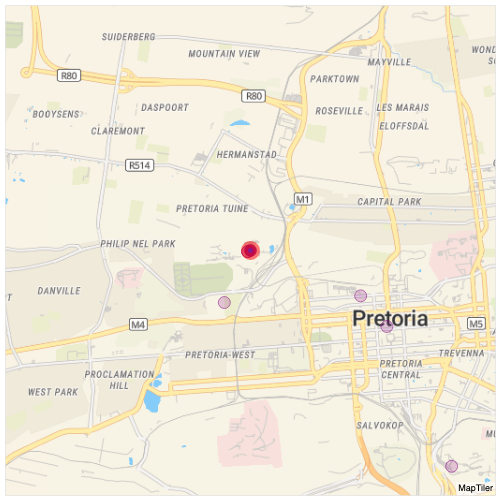 SUIDERBERG
MOUNTAIN VIEW
MAYVILLE
R80
PARKTOWN
R80
DASPOORT
ROSEVILLE
LES MARAIS
BOOYSENS
ELOFFSDAL
CLAREMONT
HERMANSTAD
R514
M1
CAPITAL PARK
PRETORIA TUINE
PHILIP NEL PARK
DANVILLE
Pretoria
M4
M5
PRETORIA-WEST
TREVENNA
PRETORIA
CENTRAL
PROCLAMATION
HILL
WEST PARK
SALVOKOP
MapTiler